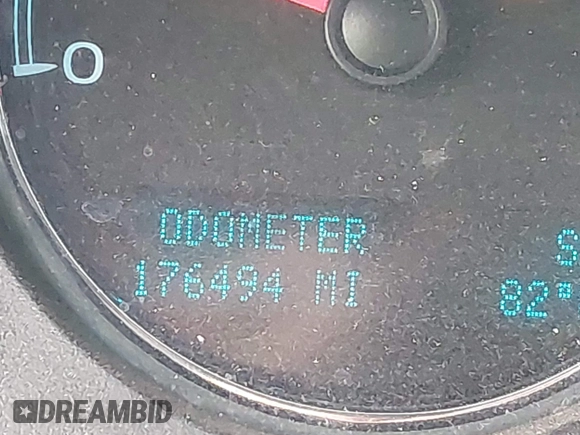 0
ODOMETER
S
176494 MI
82°
DREAMBID